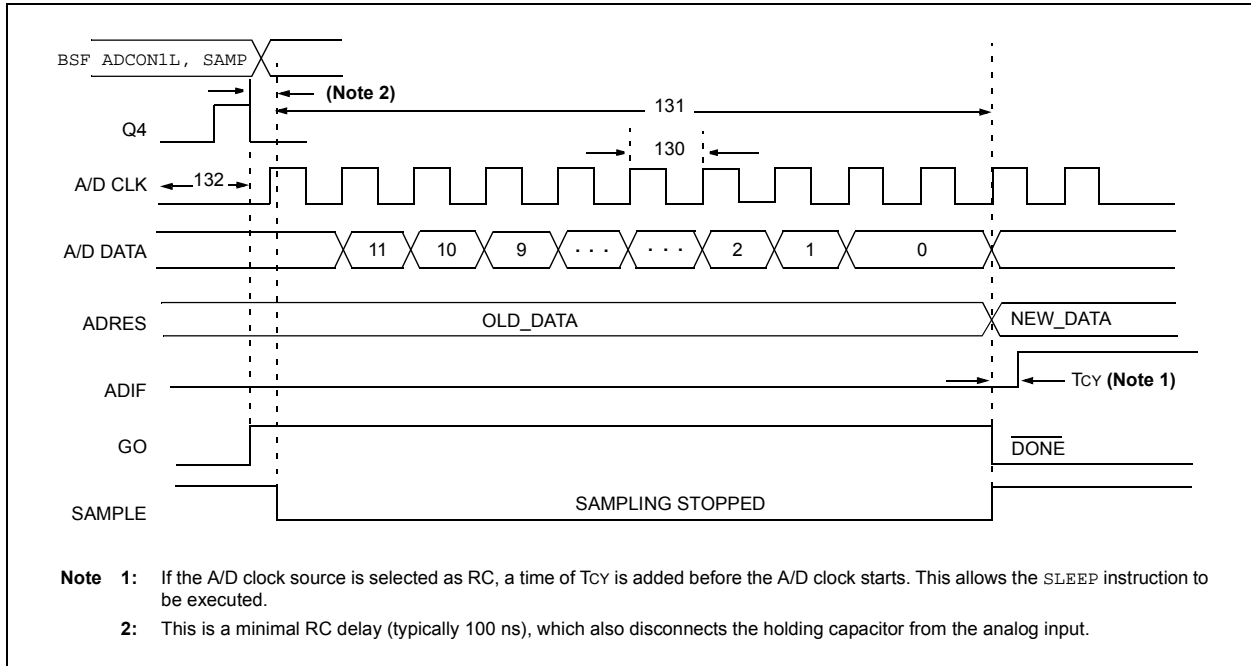 BSF ADCON1L, SAMP
(Note 2)
131
Q4
130
A/D CLK
132
A/D DATA
11 10 9 . . . . . . 2 1 0
ADRES
OLD_DATA
NEW_DATA
ADIF
TCY (Note 1)
GO
DONE
SAMPLE
SAMPLING STOPPED
Note 1: If the A/D clock source is selected as RC, a time of TCY is added before the A/D clock starts. This allows the SLEEP instruction to
be executed.
2: This is a minimal RC delay (typically 100 ns), which also disconnects the holding capacitor from the analog input.